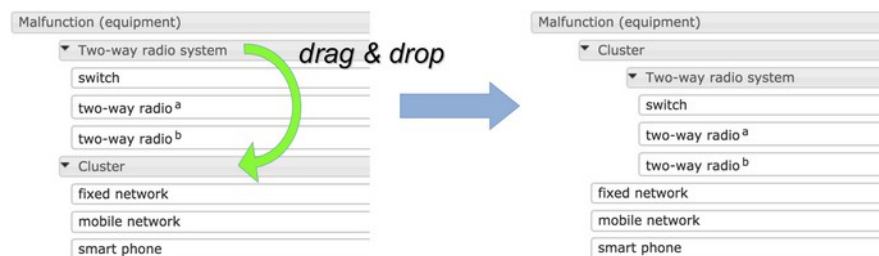 Malfunction (equipment)
Two-way radio system
switch
two-way radio a
two-way radio b
Cluster
fixed network
mobile network
smart phone
drag & drop
Malfunction (equipment)
Cluster
Two-way radio system
switch
two-way radio a
two-way radio b
fixed network
mobile network
smart phone